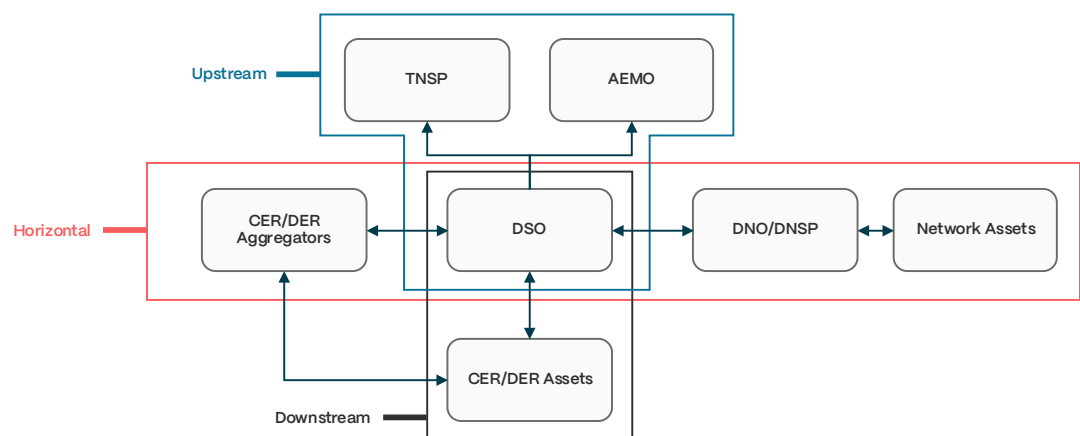 TNSP
AEMO
Upstream
CER/DER
Aggregators
DSO
DNO/DNSP
Network Assets
Horizontal
CER/DER Assets
Downstream